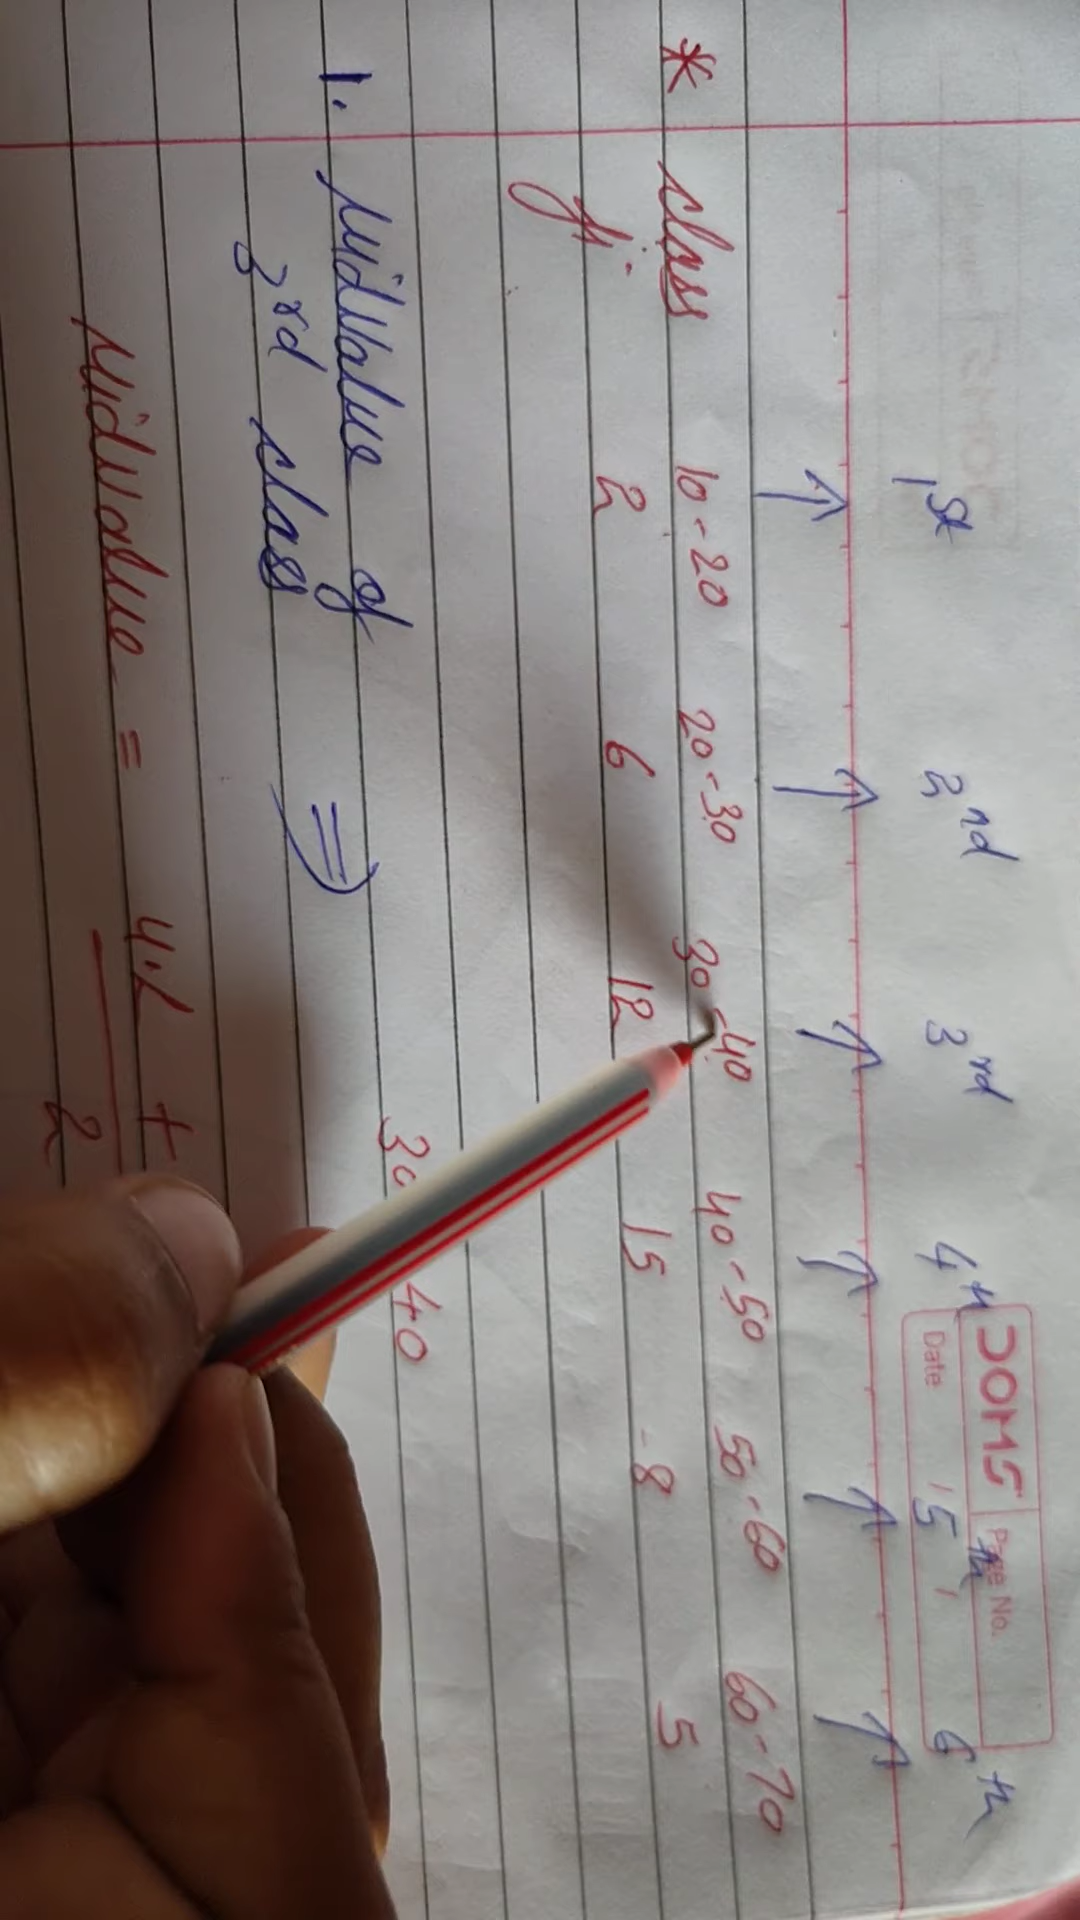 1st 2nd 3rd 4th 5th 6th
DOMS
Date Page No.
* class 10-20 20-30 30-40 40-50 50-60 60-70
fi 2 6 12 15 8 5
1. Midvalue of
3rd class ⇒ 30 40
Midvalue = U.L +
2